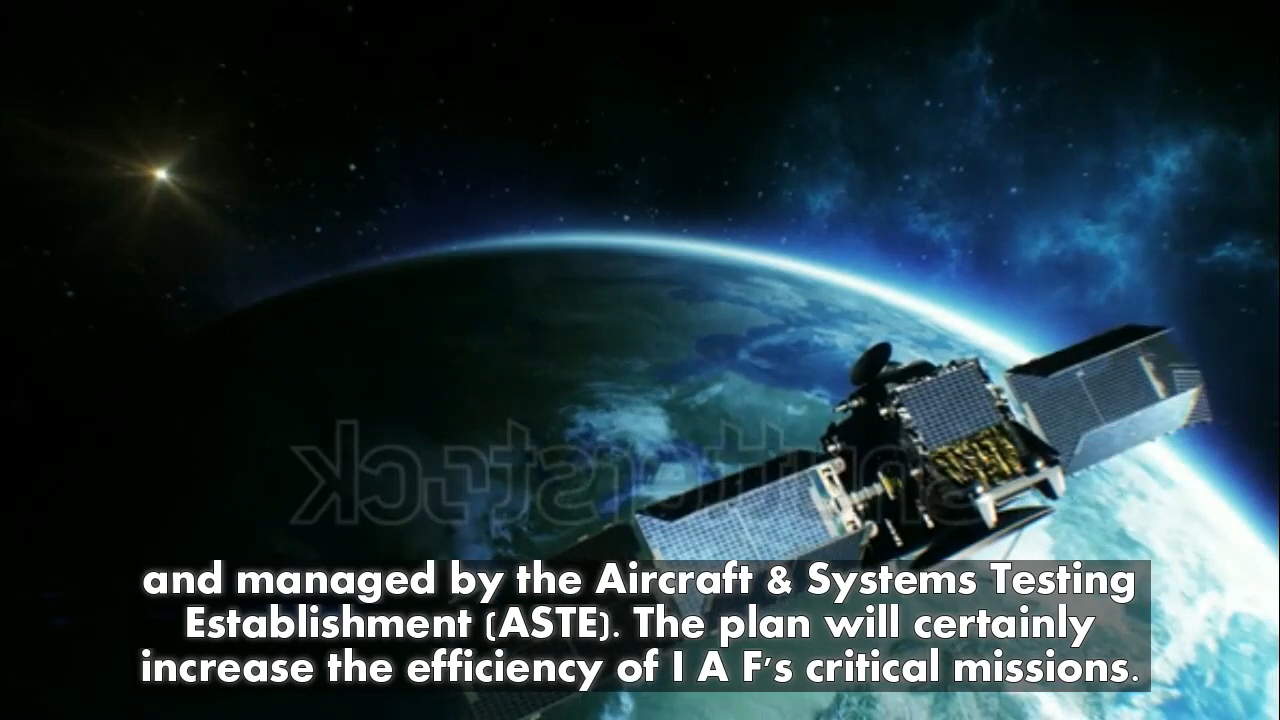 shutterstock
and managed by the Aircraft & Systems Testing
Establishment (ASTE). The plan will certainly
increase the efficiency of I A F's critical missions.